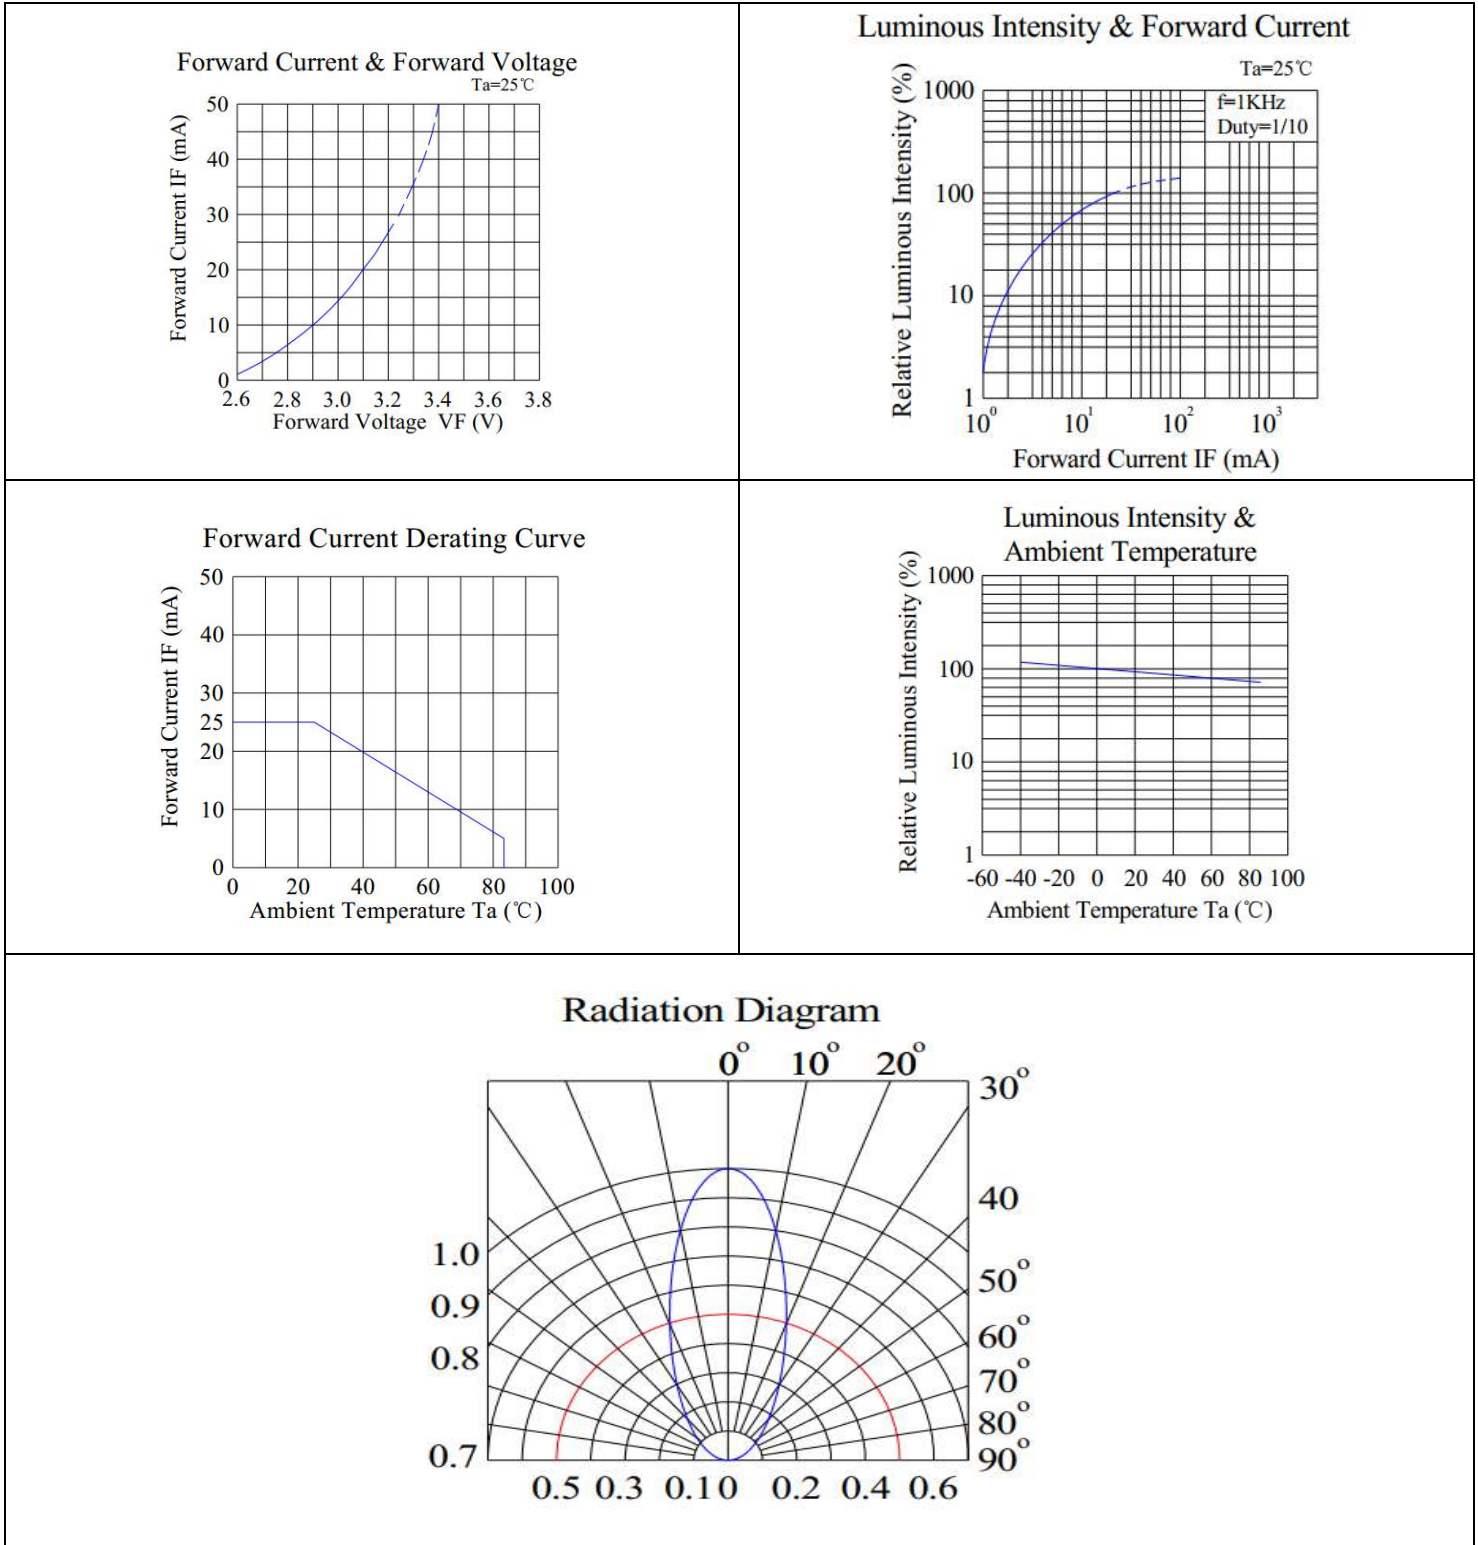 Forward Current & Forward Voltage
Ta=25℃
Forward Current IF (mA)
50
40
30
20
10
0
2.6 2.8 3.0 3.2 3.4 3.6 3.8
Forward Voltage VF (V)
Luminous Intensity & Forward Current
Ta=25℃
f=1KHz
Duty=1/10
Relative Luminous Intensity (%)
1000
100
10
1
10⁰ 10¹ 10² 10³
Forward Current IF (mA)
Forward Current Derating Curve
Forward Current IF (mA)
50
40
30
25
20
10
0
0 20 40 60 80 100
Ambient Temperature Ta (℃)
Luminous Intensity &
Ambient Temperature
Relative Luminous Intensity (%)
1000
100
10
1
-60 -40 -20 0 20 40 60 80 100
Ambient Temperature Ta (℃)
Radiation Diagram
0° 10° 20°
30°
40
50°
60°
70°
80°
90°
1.0
0.9
0.8
0.7
0.5 0.3 0.1 0 0.2 0.4 0.6